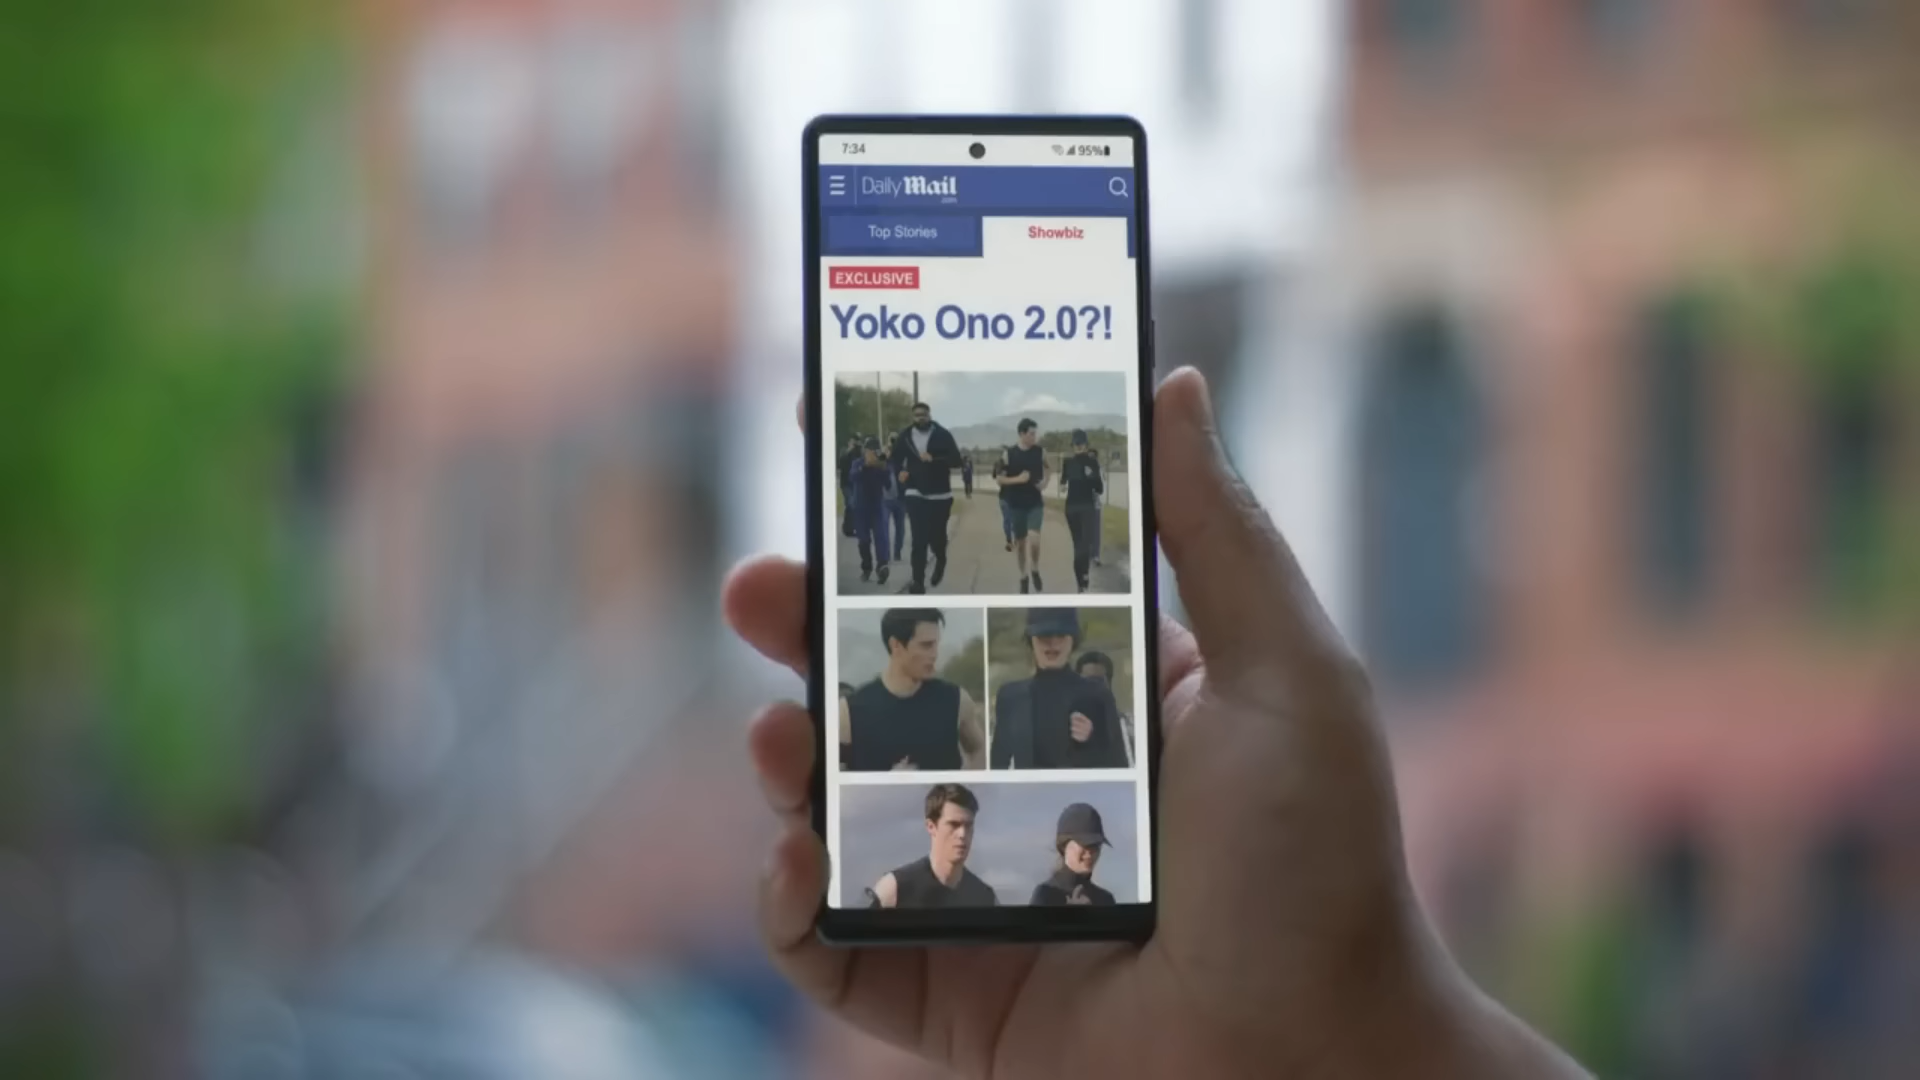 7:34 95%
Daily Mail
.com
Top Stories Showbiz
EXCLUSIVE
Yoko Ono 2.0?!